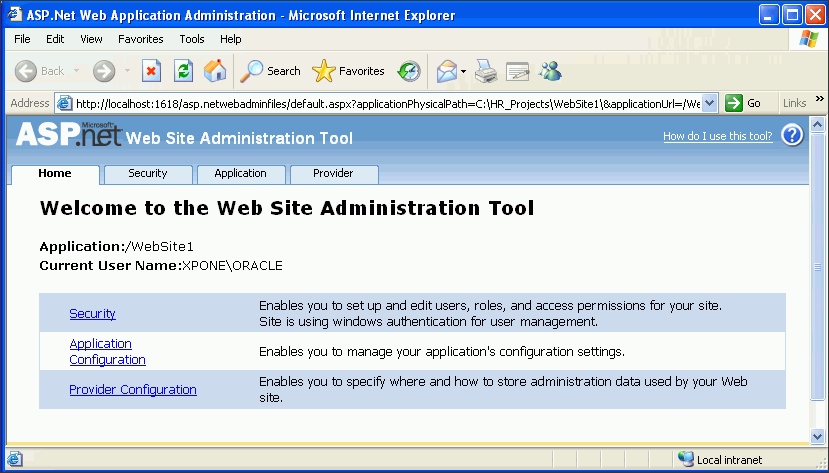 ASP.Net Web Application Administration - Microsoft Internet Explorer
File Edit View Favorites Tools Help
Back Search Favorites
Address http://localhost:1618/asp.netwebadminfiles/default.aspx?applicationPhysicalPath=C:\HR_Projects\WebSite1\&applicationUrl=/We Go Links »
Microsoft
ASP.net Web Site Administration Tool How do I use this tool? ?
Home Security Application Provider
Welcome to the Web Site Administration Tool
Application:/WebSite1
Current User Name:XPONE\ORACLE
Security
Enables you to set up and edit users, roles, and access permissions for your site.
Site is using windows authentication for user management.
Application
Configuration
Enables you to manage your application's configuration settings.
Provider Configuration
Enables you to specify where and how to store administration data used by your Web
site.
Local intranet